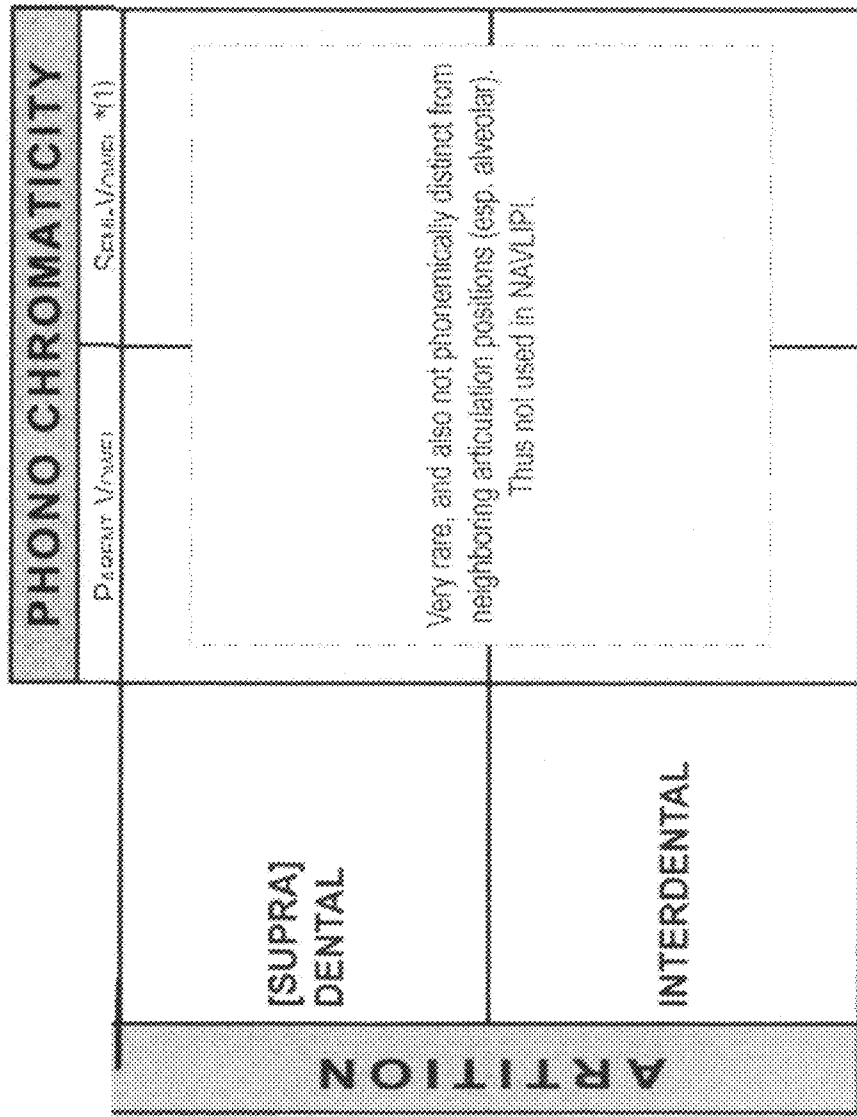 PHONO CHROMATICITY
PARENT VOWEL
SEMI-VOWEL *(1)
[SUPRA]
DENTAL
Very rare, and also not phonemically distinct from
neighboring articulation positions (esp. alveolar).
Thus not used in NAVLIPI.
INTERDENTAL
ARTITION